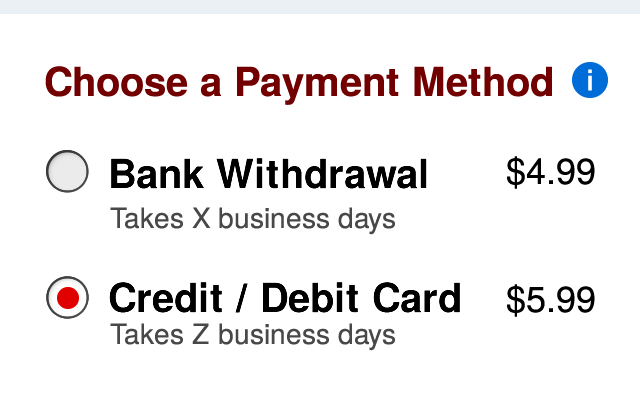 Choose a Payment Method i
Bank Withdrawal $4.99
Takes X business days
Credit / Debit Card $5.99
Takes Z business days